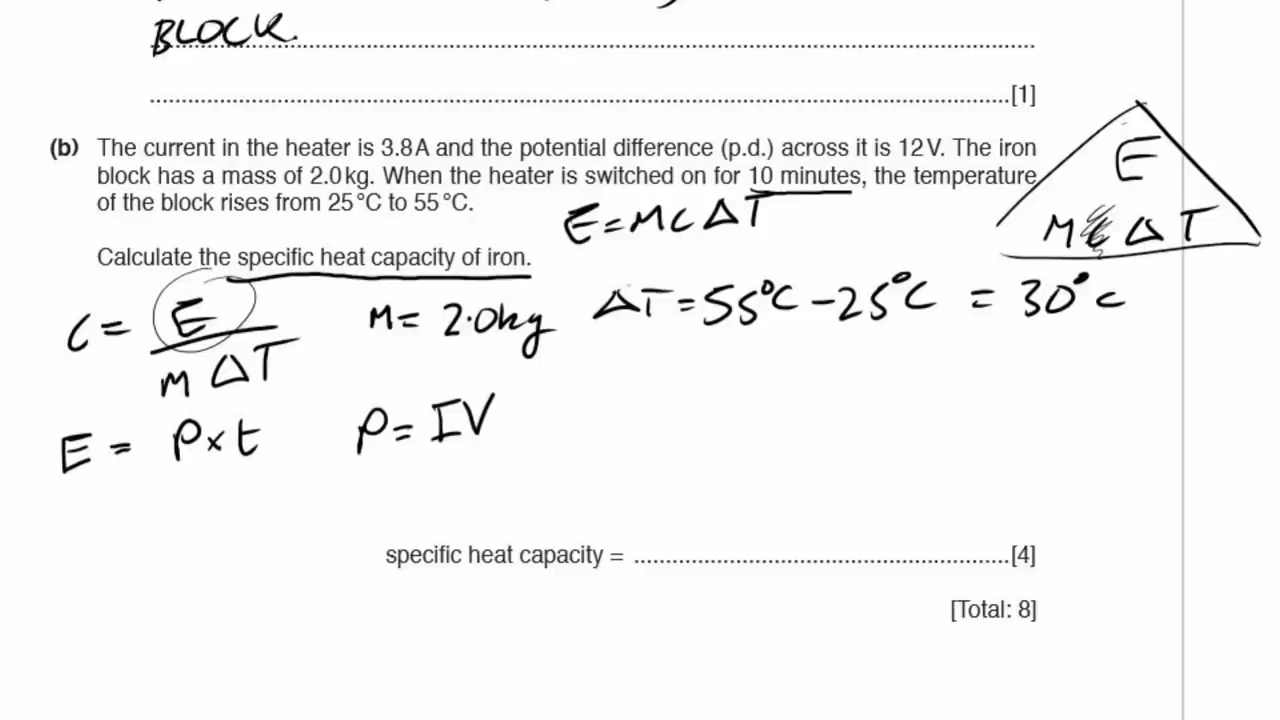 BLOCK.
[1]
(b) The current in the heater is 3.8 A and the potential difference (p.d.) across it is 12 V. The iron
block has a mass of 2.0 kg. When the heater is switched on for 10 minutes, the temperature
of the block rises from 25 °C to 55 °C.
E = MCΔT
E
M C Δ T
Calculate the specific heat capacity of iron.
C = E
M ΔT
M = 2.0kg
ΔT = 55°C - 25°C = 30°C
E = P × t
P = IV
specific heat capacity = ............................................................[4]
[Total: 8]